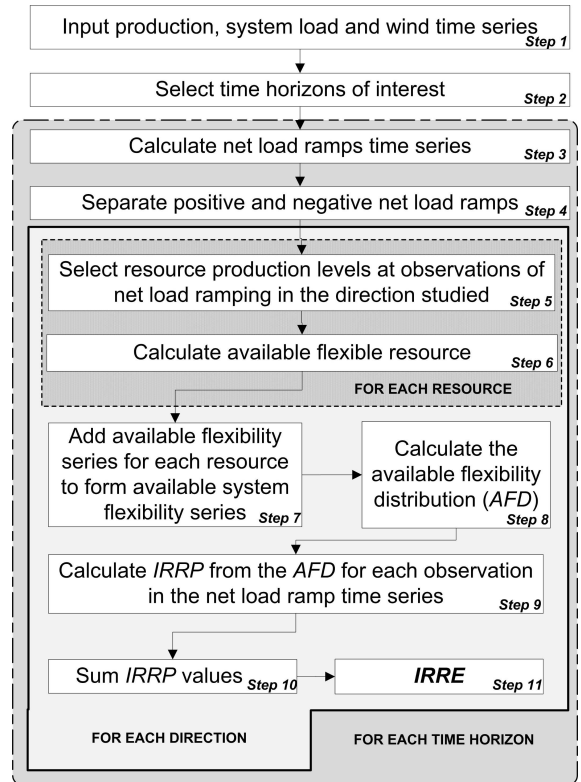 Input production, system load and wind time series
Step 1
Select time horizons of interest
Step 2
Calculate net load ramps time series
Step 3
Separate positive and negative net load ramps
Step 4
Select resource production levels at observations of
net load ramping in the direction studied
Step 5
Calculate available flexible resource
Step 6
FOR EACH RESOURCE
Add available flexibility
series for each resource
to form available system
flexibility series
Step 7
Calculate the
available flexibility
distribution (AFD)
Step 8
Calculate IRRP from the AFD for each observation
in the net load ramp time series
Step 9
Sum IRRP values
Step 10
IRRE
Step 11
FOR EACH DIRECTION
FOR EACH TIME HORIZON